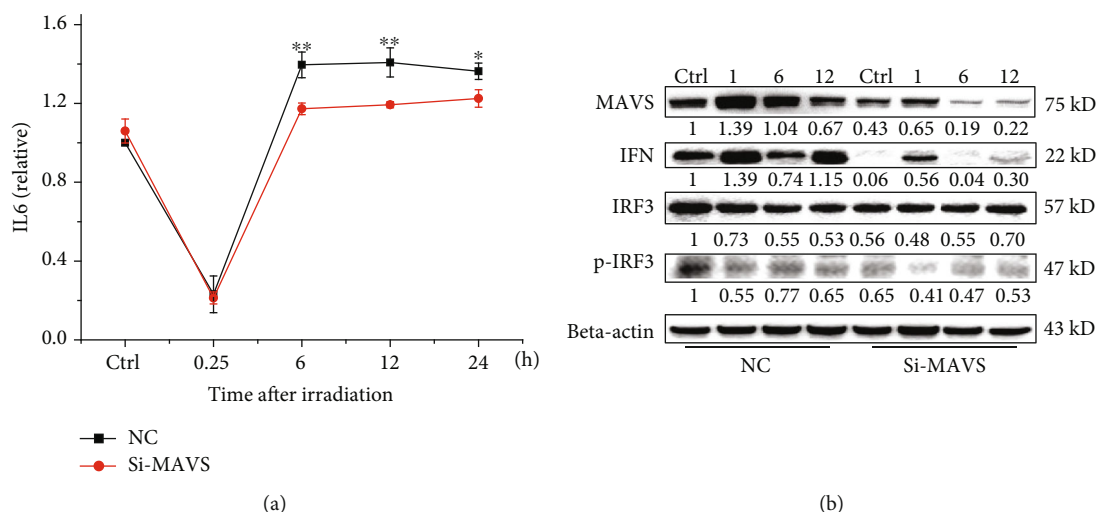 1.6
1.2
0.8
0.4
0.0
IL6 (relative)
**
**
*
Ctrl 0.25 6 12 24 (h)
Time after irradiation
NC
Si-MAVS
(a)
Ctrl 1 6 12 Ctrl 1 6 12
MAVS 75 kD
1 1.39 1.04 0.67 0.43 0.65 0.19 0.22
IFN 22 kD
1 1.39 0.74 1.15 0.06 0.56 0.04 0.30
IRF3 57 kD
1 0.73 0.55 0.53 0.56 0.48 0.55 0.70
p-IRF3 47 kD
1 0.55 0.77 0.65 0.65 0.41 0.47 0.53
Beta-actin 43 kD
NC Si-MAVS
(b)